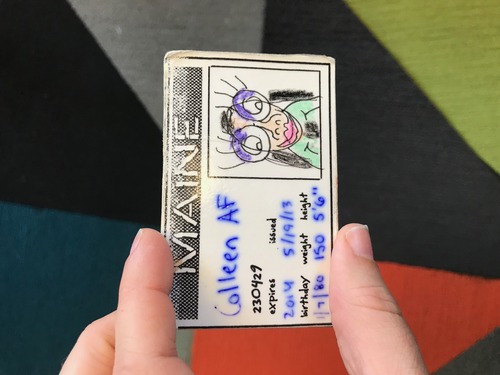 MAINE
Colleen AF
230429
expires issued
2014 5/19/13
birthday weight height
1/7/80 150 5'6"